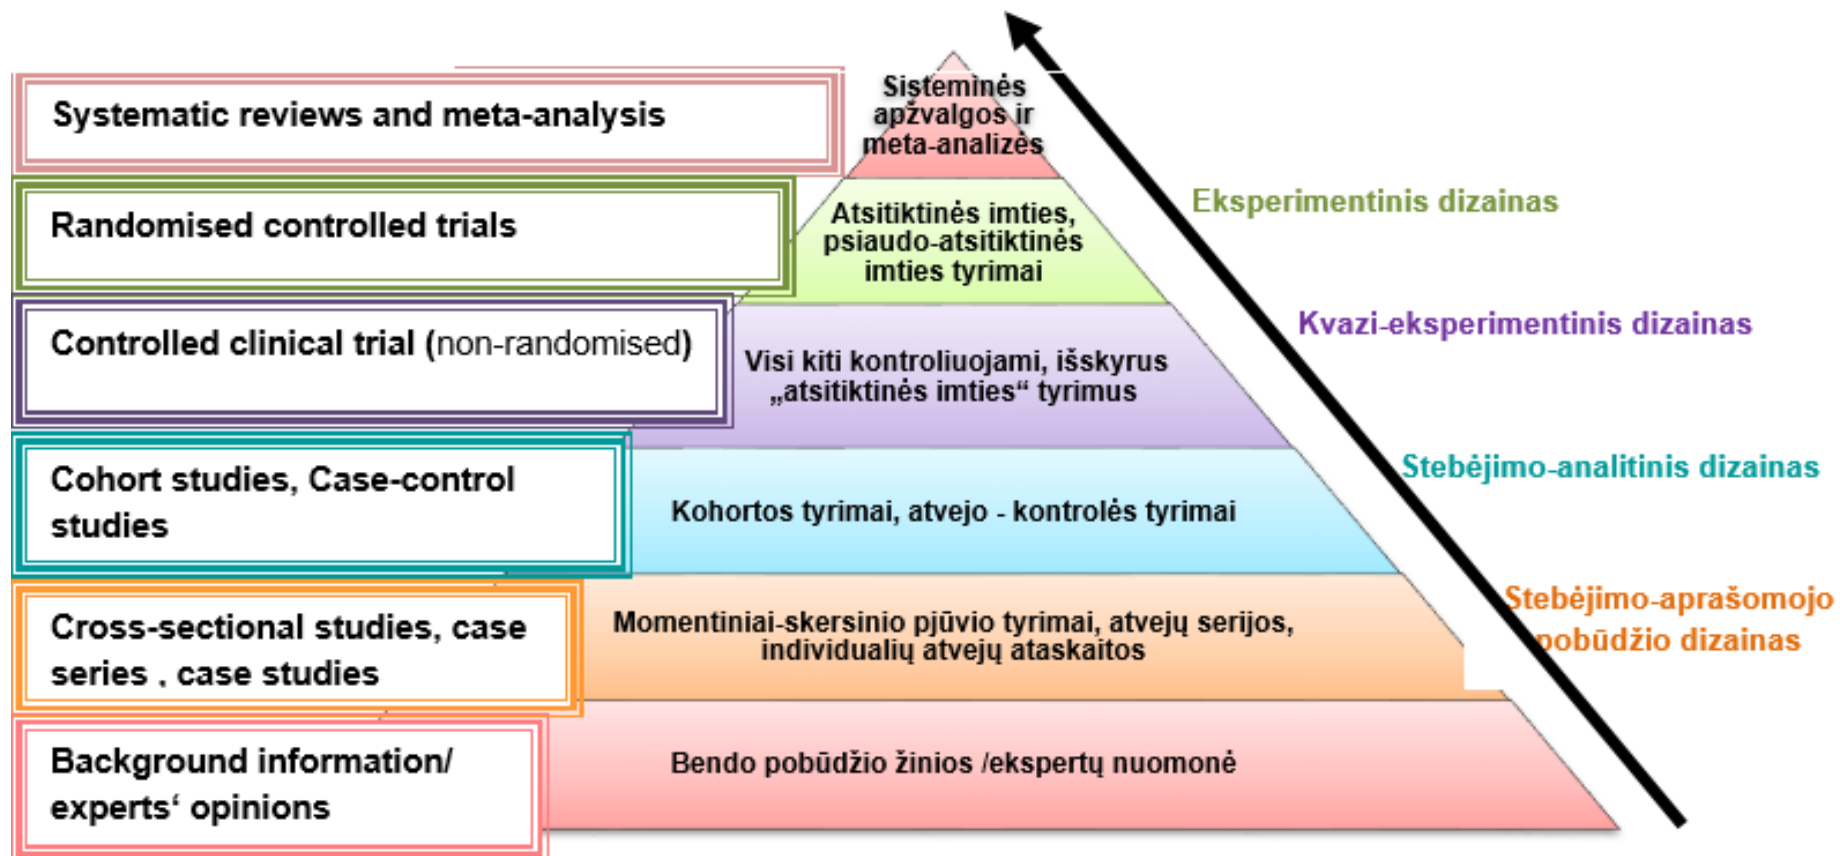 Systematic reviews and meta-analysis
Sisteminės
apžvalgos ir
meta-analizės
Randomised controlled trials
Atsitiktinės imties,
psiaudo-atsitiktinės
imties tyrimai
Eksperimentinis dizainas
Controlled clinical trial (non-randomised)
Visi kiti kontroliuojami, išskyrus
„atsitiktinės imties“ tyrimus
Kvazi-eksperimentinis dizainas
Cohort studies, Case-control
studies
Kohortos tyrimai, atvejo - kontrolės tyrimai
Stebėjimo-analitinis dizainas
Cross-sectional studies, case
series , case studies
Momentiniai-skersinio pjūvio tyrimai, atvejų serijos,
individualių atvejų ataskaitos
Stebėjimo-aprašomojo
pobūdžio dizainas
Background information/
experts‘ opinions
Bendo pobūdžio žinios /ekspertų nuomonė